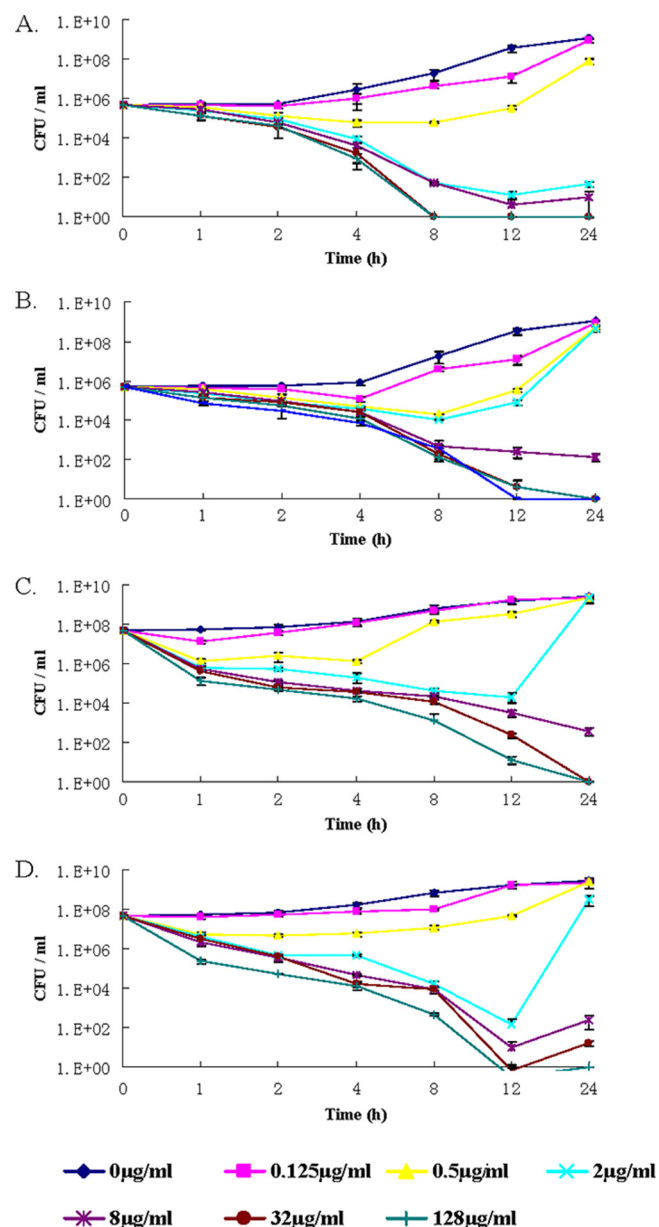 A.
1.E+10
1.E+08
1.E+06
1.E+04
1.E+02
1.E+00
CFU / ml
0 1 2 4 8 12 24
Time (h)
B.
1.E+10
1.E+08
1.E+06
1.E+04
1.E+02
1.E+00
CFU / ml
0 1 2 4 8 12 24
Time (h)
C.
1.E+10
1.E+08
1.E+06
1.E+04
1.E+02
1.E+00
CFU / ml
0 1 2 4 8 12 24
Time (h)
D.
1.E+10
1.E+08
1.E+06
1.E+04
1.E+02
1.E+00
CFU / ml
0 1 2 4 8 12 24
Time (h)
0μg/ml 0.125μg/ml 0.5μg/ml 2μg/ml
8μg/ml 32μg/ml 128μg/ml